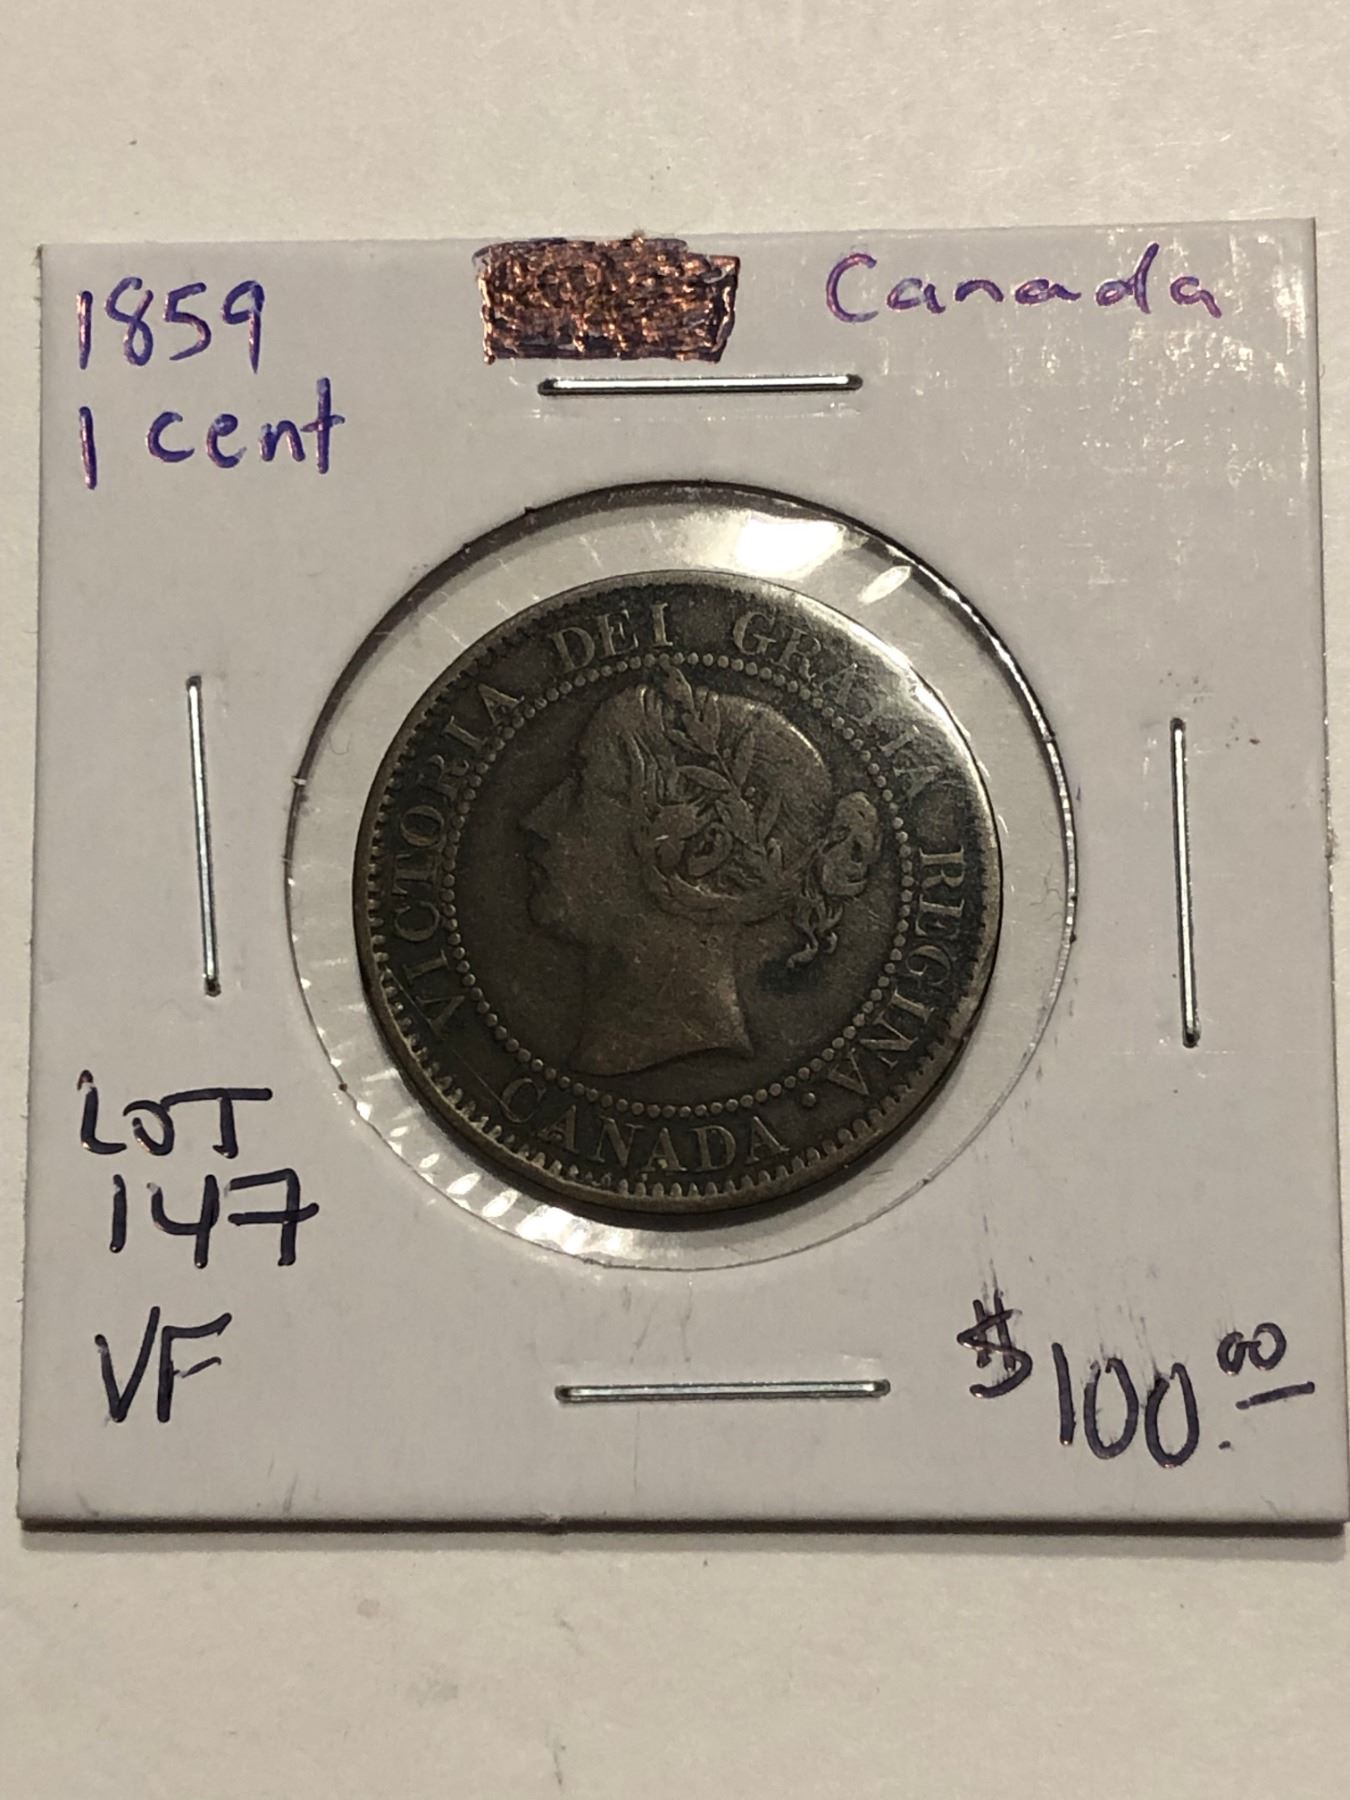 1859
1 cent
Canada
VICTORIA DEI GRATIA REGINA.
CANADA
LOT
147
VF
$100.00